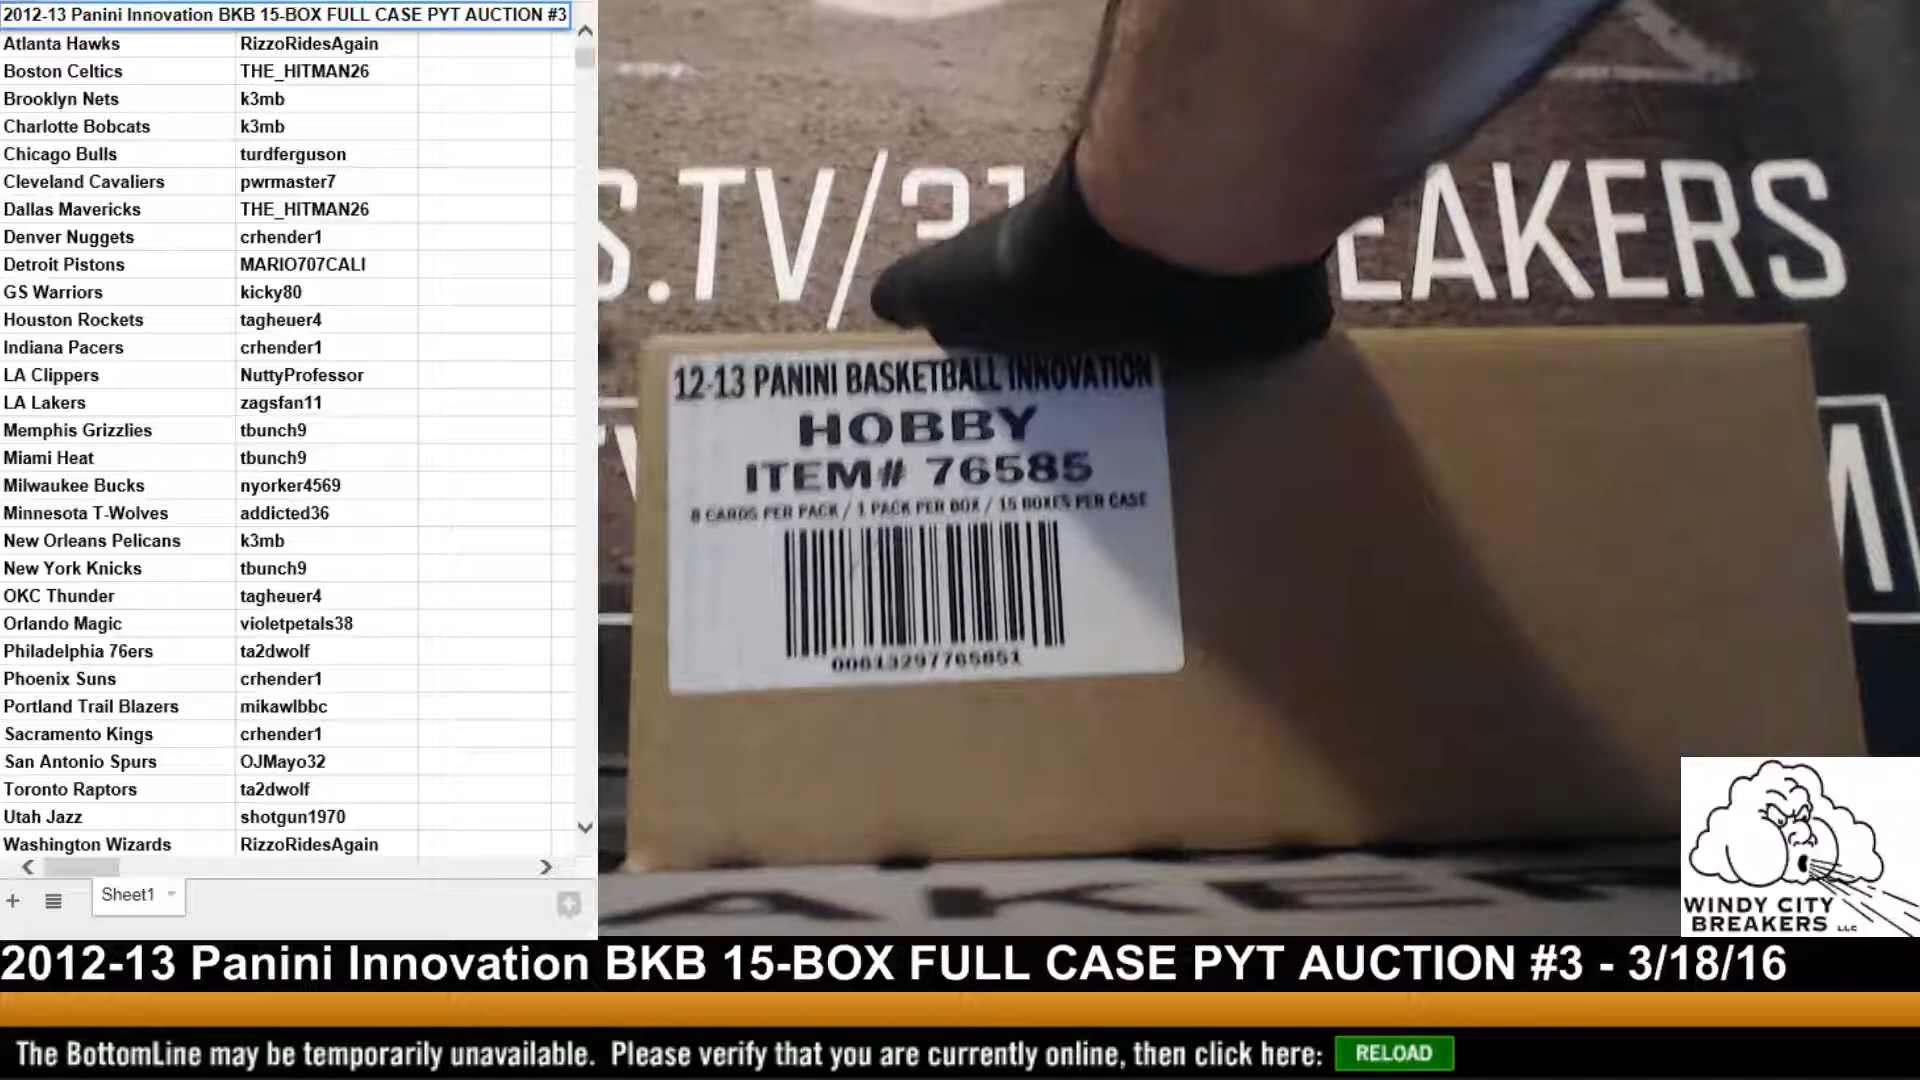 2012-13 Panini Innovation BKB 15-BOX FULL CASE PYT AUCTION #3
Atlanta Hawks RizzoRidesAgain
Boston Celtics THE_HITMAN26
Brooklyn Nets k3mb
Charlotte Bobcats k3mb
Chicago Bulls turdferguson
Cleveland Cavaliers pwrmaster7
Dallas Mavericks THE_HITMAN26
Denver Nuggets crhender1
Detroit Pistons MARIO707CALI
GS Warriors kicky80
Houston Rockets tagheuer4
Indiana Pacers crhender1
LA Clippers NuttyProfessor
LA Lakers zagsfan11
Memphis Grizzlies tbunch9
Miami Heat tbunch9
Milwaukee Bucks nyorker4569
Minnesota T-Wolves addicted36
New Orleans Pelicans k3mb
New York Knicks tbunch9
OKC Thunder tagheuer4
Orlando Magic violetpetals38
Philadelphia 76ers ta2dwolf
Phoenix Suns crhender1
Portland Trail Blazers mikawlbbc
Sacramento Kings crhender1
San Antonio Spurs OJMayo32
Toronto Raptors ta2dwolf
Utah Jazz shotgun1970
Washington Wizards RizzoRidesAgain
Sheet1
S.TV/ EAKERS
12-13 PANINI BASKETBALL INNOVATION
HOBBY
ITEM# 76585
8 CARDS PER PACK / 1 PACK PER BOX / 15 BOXES PER CASE
00613297765851
WINDY CITY
BREAKERS LLC
2012-13 Panini Innovation BKB 15-BOX FULL CASE PYT AUCTION #3 - 3/18/16
The BottomLine may be temporarily unavailable. Please verify that you are currently online, then click here: RELOAD